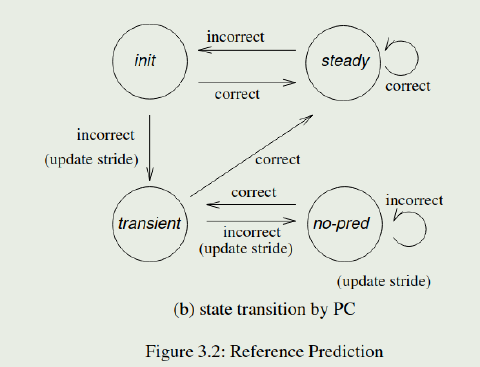 incorrect
init
steady
correct
correct
incorrect
(update stride)
correct
correct
incorrect
transient
no-pred
incorrect
(update stride)
(update stride)
(b) state transition by PC
Figure 3.2: Reference Prediction